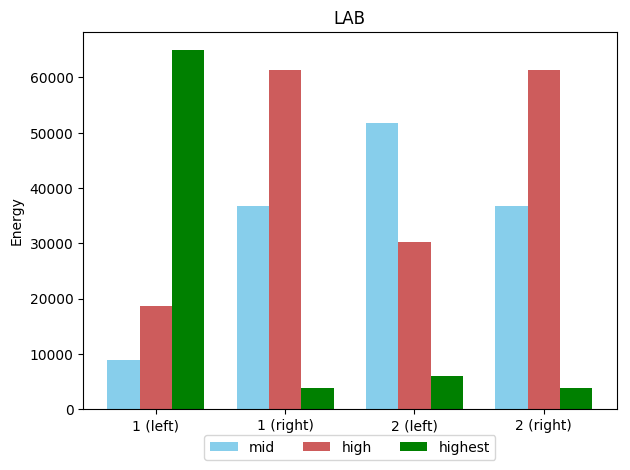 LAB
Energy
60000
50000
40000
30000
20000
10000
0
1 (left) 1 (right) 2 (left) 2 (right)
mid high highest